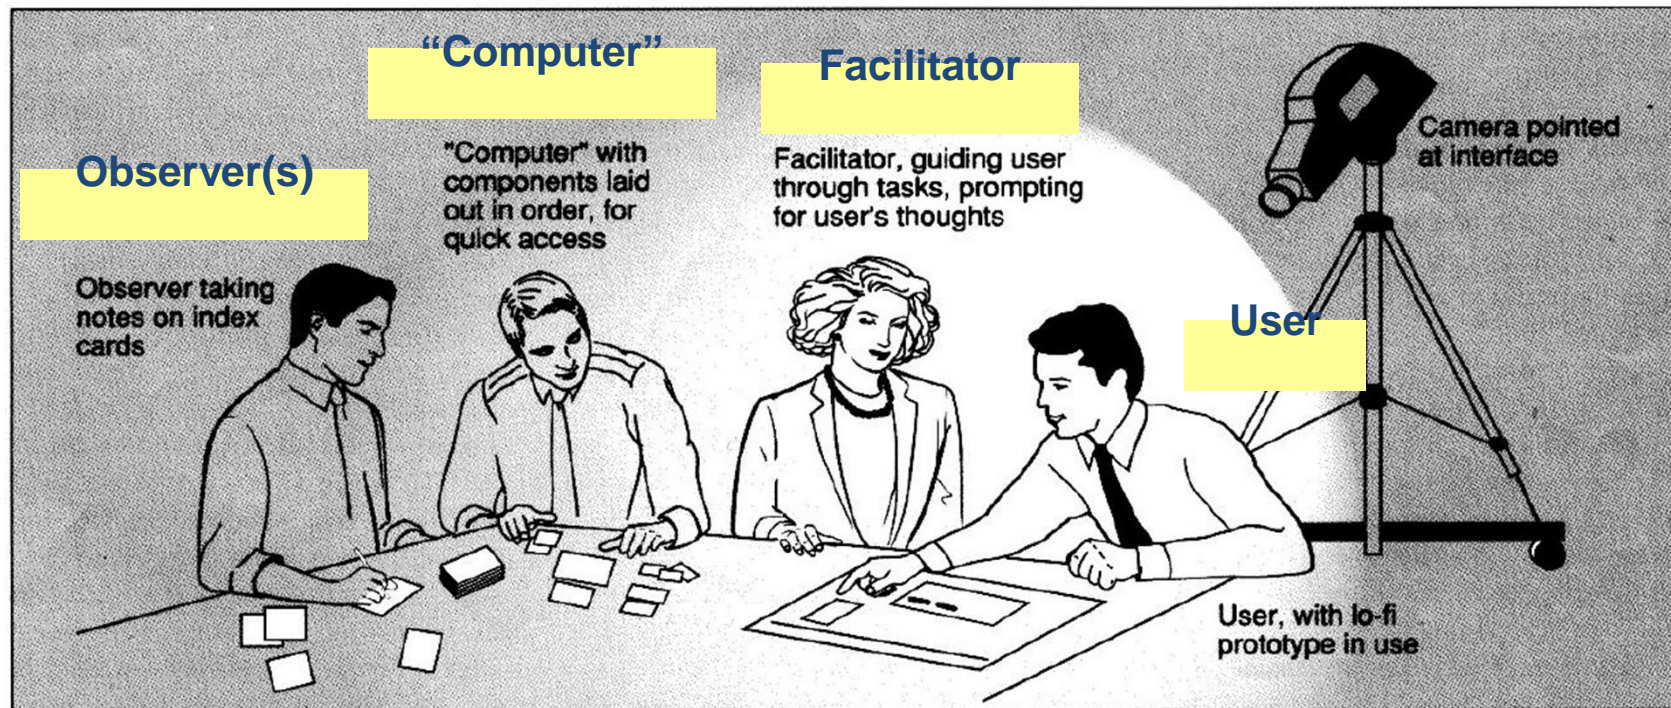 “Computer”
Facilitator
Observer(s)
User
"Computer" with
components laid
out in order, for
quick access
Facilitator, guiding user
through tasks, prompting
for user's thoughts
Camera pointed
at interface
Observer taking
notes on index
cards
User, with lo-fi
prototype in use